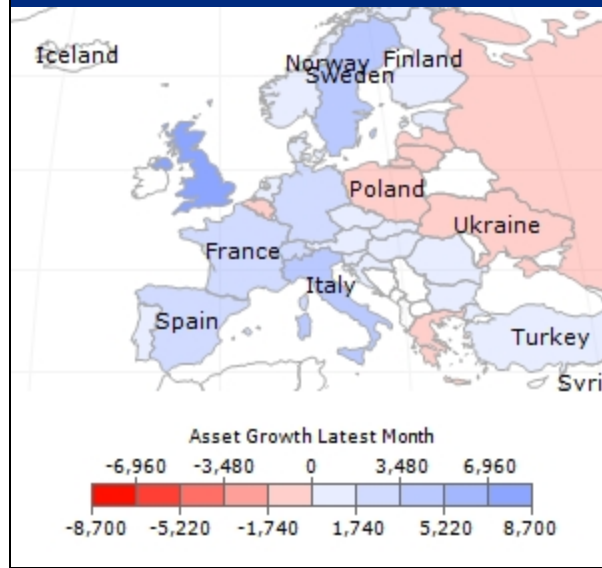 Iceland
Norway
Finland
Sweden
Poland
Ukraine
France
Italy
Spain
Turkey
Syri
Asset Growth Latest Month
-6,960 -3,480 0 3,480 6,960
-8,700 -5,220 -1,740 1,740 5,220 8,700